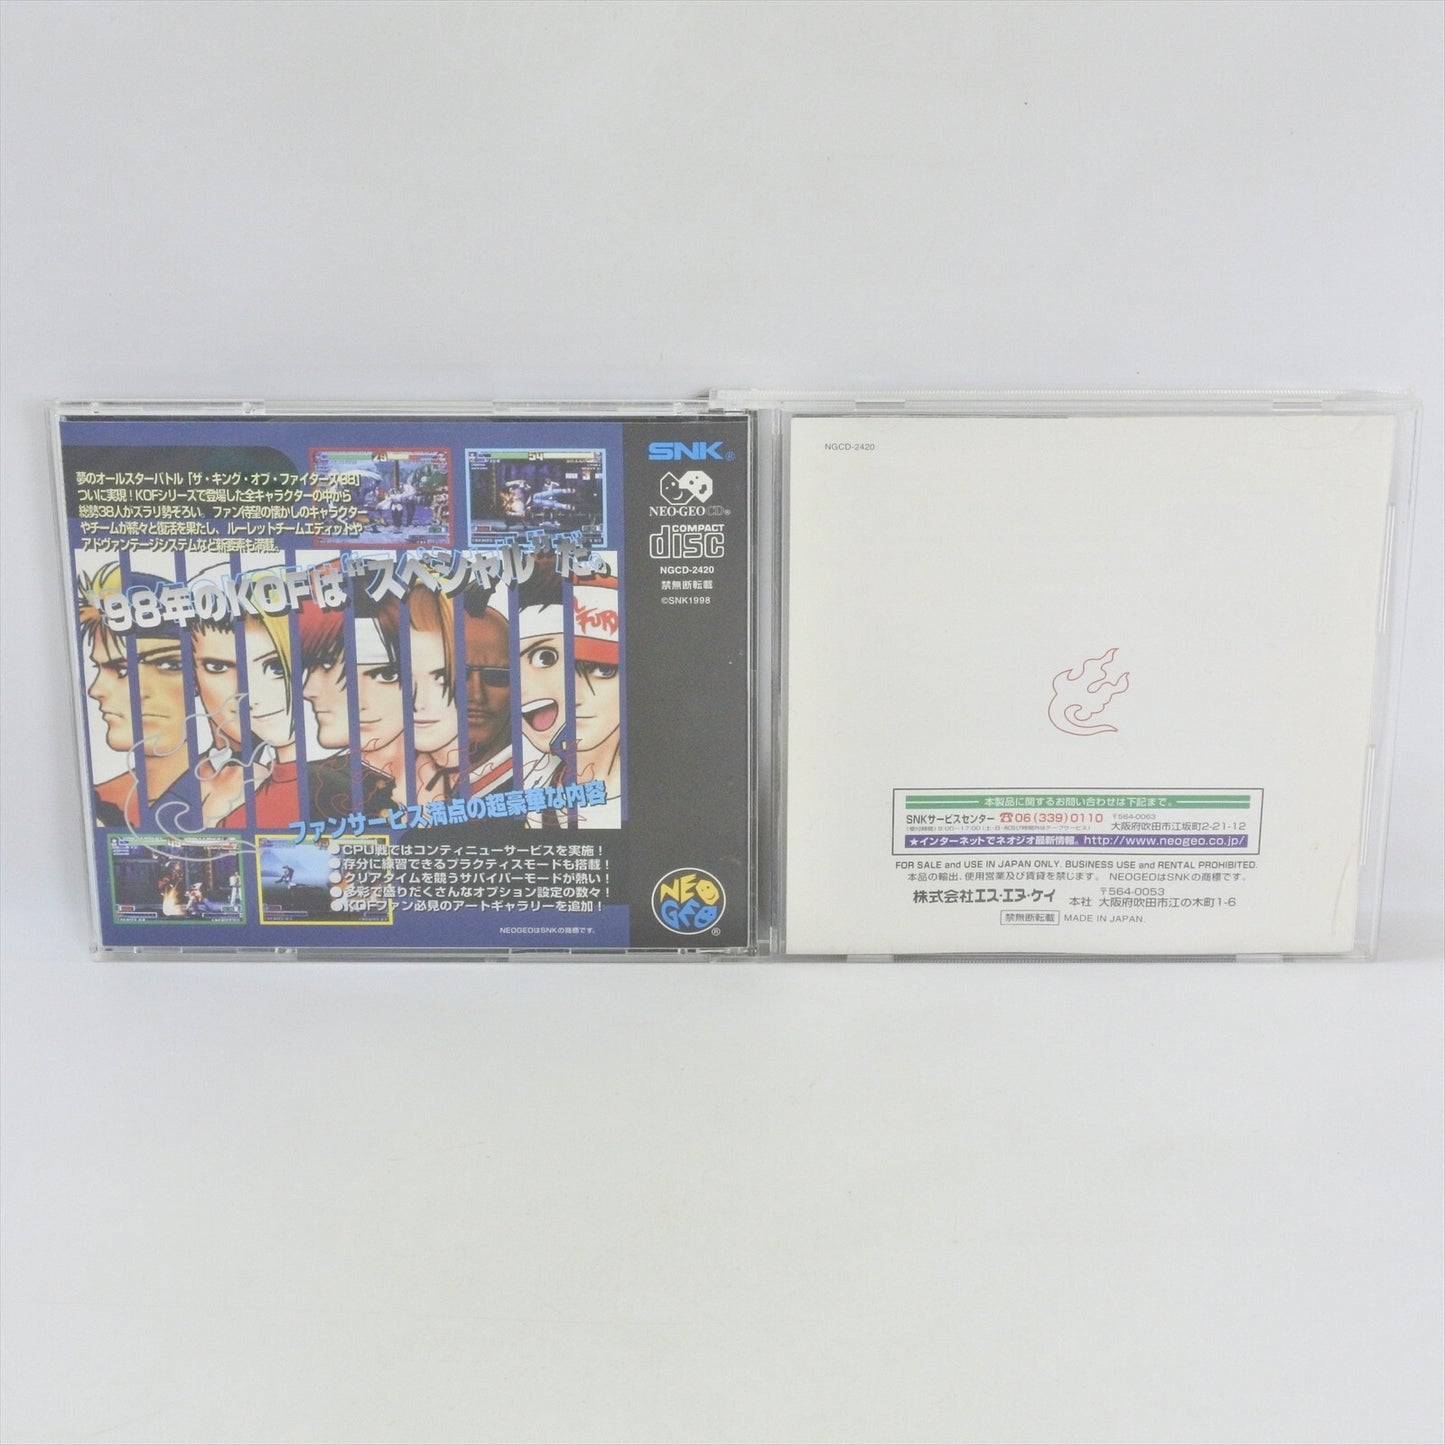 夢のオールスターバトル「ザ・キング・オブ・ファイターズ'98」
ついに実現！KOFシリーズで登場した全キャラクターの中から
総勢38人がズラリ勢ぞろい。ファン待望の懐かしのキャラクター
やチームが続々と復活を果たし、ルーレットチームエディットや
アドヴァンテージシステムなど新要素も満載。
'98年のKOFは“スペシャル”だ。
ファンサービス満点の超豪華な内容
●CPU戦ではコンティニューサービスを実施！
●存分に練習できるプラクティスモードも搭載！
●クリアタイムを競うサバイバーモードが熱い！
●多彩で盛りだくさんなオプション設定の数々！
●KOFファン必見のアートギャラリーを追加！
NEOGEOはSNKの商標です。
SNK®
NEO·GEO CD®
COMPACT
disc
NGCD-2420
禁無断転載
©SNK1998
NEO
GEO®
NGCD-2420
本製品に関するお問い合わせは下記まで。
SNKサービスセンター ☎06(339)0110 〒564-0063
大阪府吹田市江坂町2-21-12
★インターネットでネオジオ最新情報。http://www.neogeo.co.jp/
FOR SALE and USE IN JAPAN ONLY. BUSINESS USE and RENTAL PROHIBITED.
本品の輸出、使用営業及び賃貸を禁じます。 NEOGEOはSNKの商標です。
株式会社エス・エヌ・ケイ 〒564-0053
本社 大阪府吹田市江の木町1-6
禁無断転載 MADE IN JAPAN.